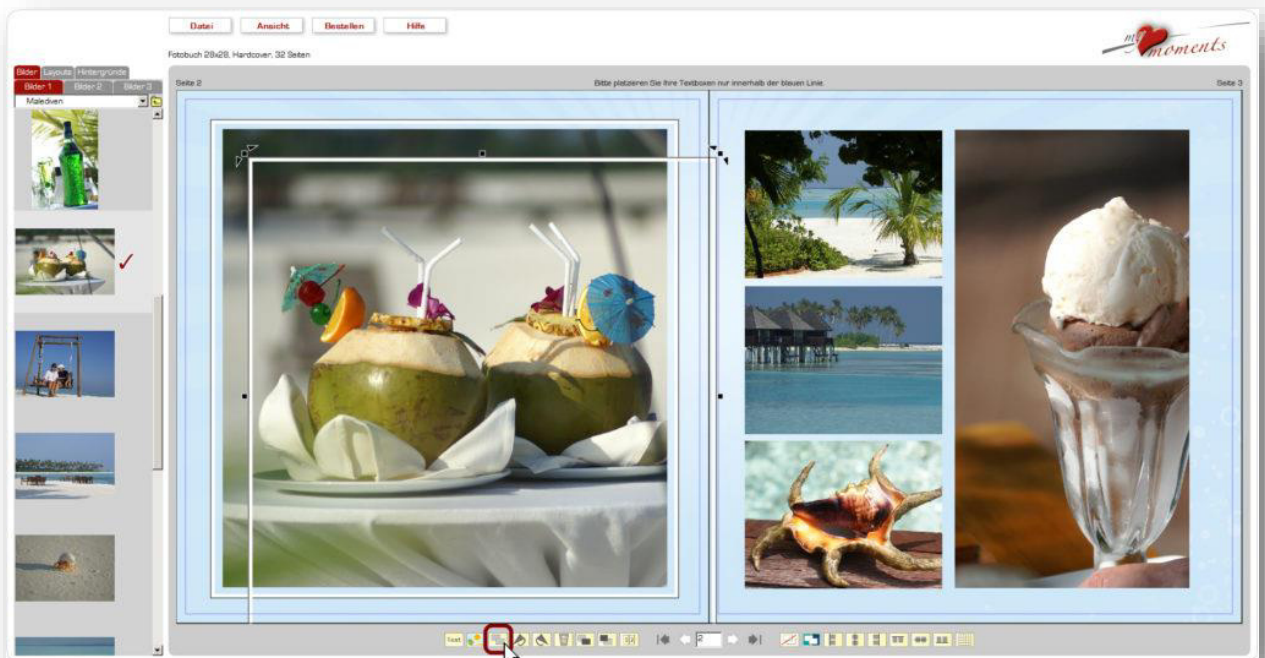 Datei Ansicht Bestellen Hilfe
my moments
Fotobuch 28x28, Hardcover, 32 Seiten
Bilder Layouts Hintergründe
Bilder 1 Bilder 2 Bilder 3
Malediven
Seite 2 Bitte platzieren Sie Ihre Textboxen nur innerhalb der blauen Linie. Seite 3
Text 2